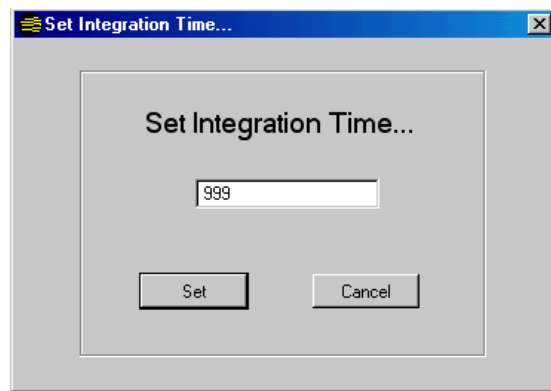 Set Integration Time...
Set Integration Time...
999
Set
Cancel